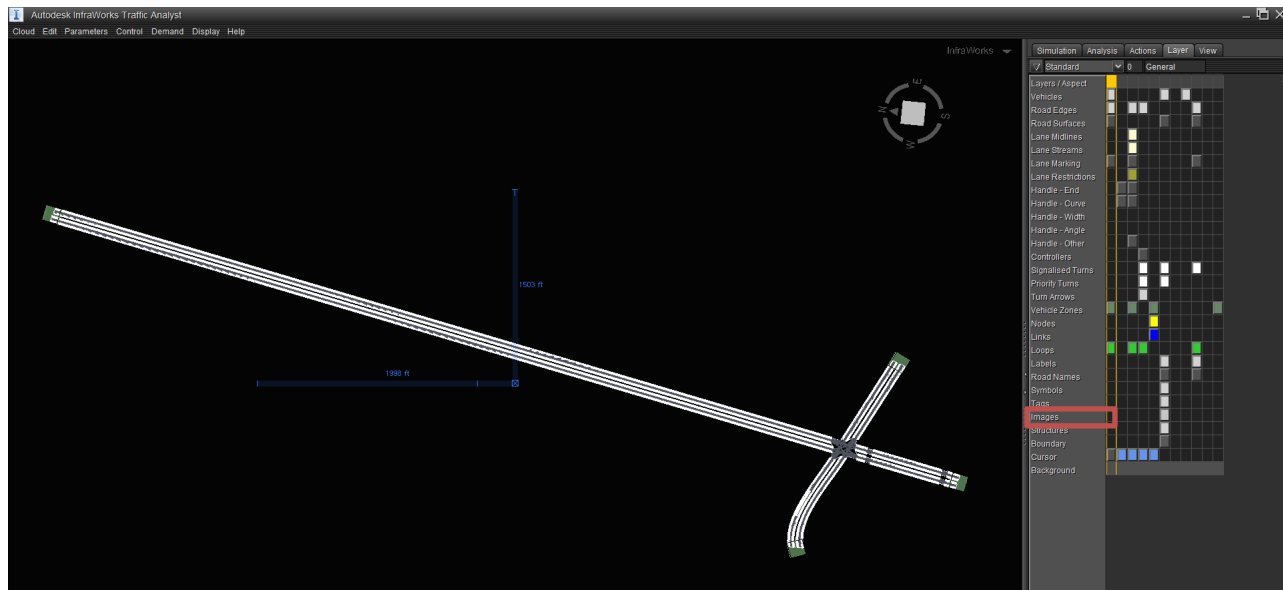 Autodesk InfraWorks Traffic Analyst
Cloud Edit Parameters Control Demand Display Help
InfraWorks
E
N
S
W
T
1503 ft
1998 ft
Simulation Analysis Actions Layer View
Standard 0 General
Layers / Aspect
Vehicles
Road Edges
Road Surfaces
Lane Midlines
Lane Streams
Lane Marking
Lane Restrictions
Handle - End
Handle - Curve
Handle - Width
Handle - Angle
Handle - Other
Controllers
Signalised Turns
Priority Turns
Turn Arrows
Vehicle Zones
Nodes
Links
Loops
Labels
Road Names
Symbols
Tags
Images
Structures
Boundary
Cursor
Background